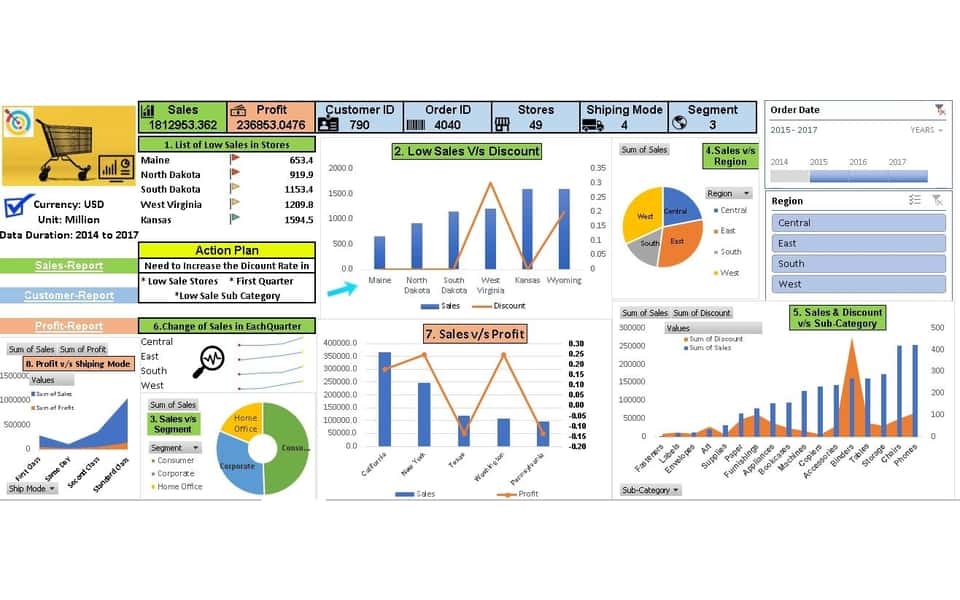 Sales
1812953.362
Profit
236853.0476
Customer ID
790
Order ID
4040
Stores
49
Shiping Mode
4
Segment
3
Currency: USD
Unit: Million
Data Duration: 2014 to 2017
Sales-Report
Customer-Report
Profit-Report
1. List of Low Sales in Stores
Maine 653.4
North Dakota 919.9
South Dakota 1153.4
West Virginia 1209.8
Kansas 1594.5
Action Plan
Need to Increase the Dicount Rate in
* Low Sale Stores * First Quarter
*Low Sale Sub Category
6.Change of Sales in EachQuarter
Central
East
South
West
2. Low Sales V/s Discount
2000.0
1500.0
1000.0
500.0
0.0
0.35
0.3
0.25
0.2
0.15
0.1
0.05
0
Maine
North Dakota
South Dakota
West Virginia
Kansas
Wyoming
Sales
Discount
Sum of Sales
4.Sales v/s
Region
Region
Central
East
South
West
West
Central
South
East
Order Date
2015 - 2017
YEARS
2014 2015 2016 2017
Region
Central
East
South
West
Sum of Sales Sum of Profit
8. Profit v/s Shiping Mode
Values
Sum of Sales
Sum of Profit
1500000
1000000
500000
0
First Class
Same Day
Second Class
Standard Class
Ship Mode
Sum of Sales
3. Sales v/s
Segment
Segment
Consumer
Corporate
Home Office
Home
Office
Conso...
Corporate
7. Sales v/s Profit
400000.0
350000.0
300000.0
250000.0
200000.0
150000.0
100000.0
50000.0
0.0
0.30
0.25
0.20
0.15
0.10
0.05
0.00
-0.05
-0.10
-0.15
-0.20
California
New York
Texas
Pennsylvania
Sales
Profit
Sum of Sales Sum of Discount
5. Sales & Discount
v/s Sub-Category
Values
Sum of Discount
Sum of Sales
300000
250000
200000
150000
100000
50000
0
500
400
300
200
100
0
Fasteners
Labels
Envelopes
Art
Supplies
Paper
Furnishings
Appliances
Bookcases
Machines
Copiers
Accessories
Binders
Tables
Storage
Chairs
Phones
Sub-Category